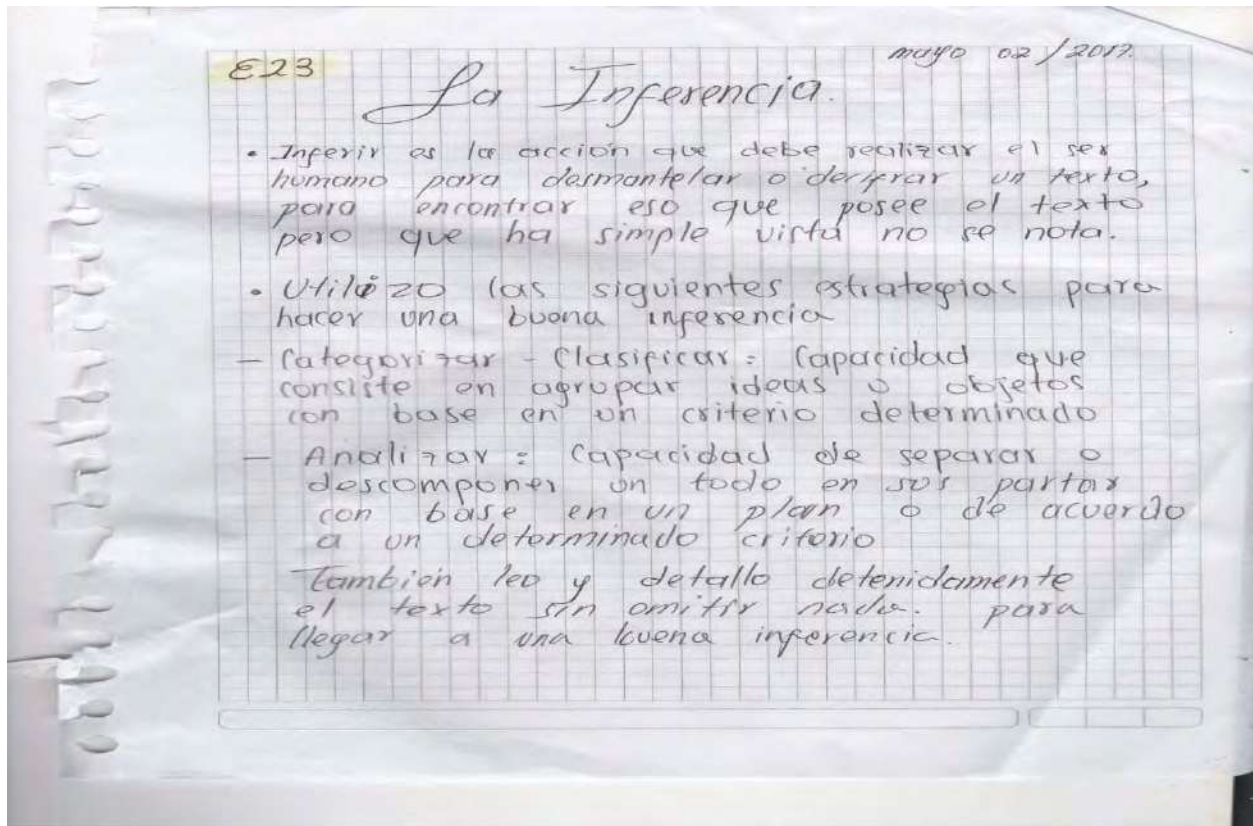 mayo 02/2017.
E23
La Inferencia.
• Inferir es la acción que debe realizar el ser
humano para desmantelar o decifrar un texto,
para encontrar eso que posee el texto
pero que ha simple vista no se nota.
• Utilizo las siguientes estrategias para
hacer una buena inferencia
- Categorizar - Clasificar = Capacidad que
consiste en agrupar ideas u objetos
con base en un criterio determinado
- Analizar = Capacidad de separar o
descomponer un todo en sus partes
con base en un plan o de acuerdo
a un determinado criterio
Tambien leo y detallo detenidamente
el texto sin omitir nada. para
llegar a una buena inferencia.